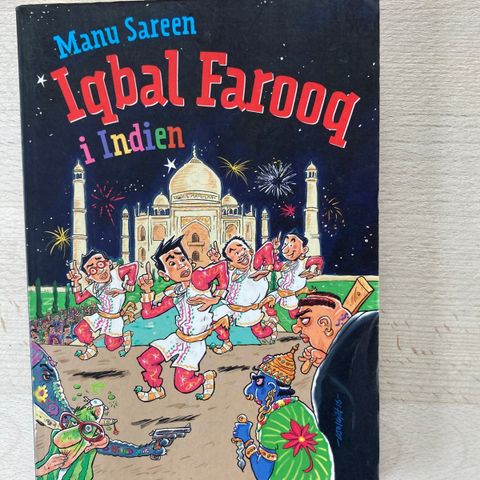 Manu Sareen
Iqbal Farooq
i Indien